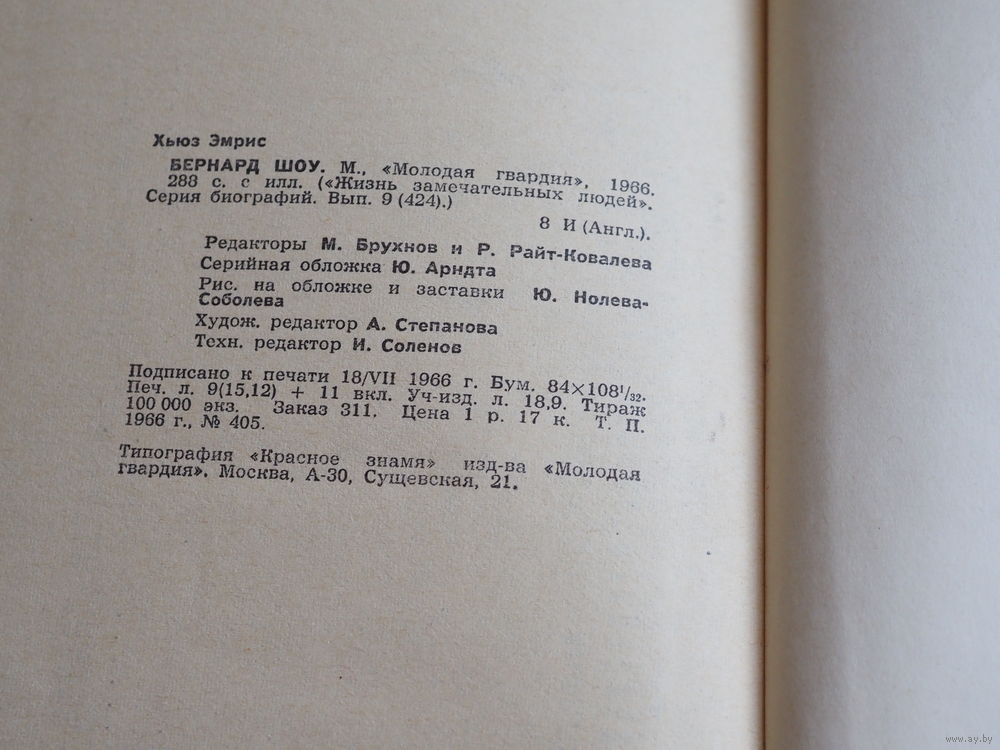 Хьюз Эмрис
БЕРНАРД ШОУ. М., «Молодая гвардия», 1966.
288 с. с илл. («Жизнь замечательных людей».
Серия биографий. Вып. 9 (424).)
8 И (Англ.).
Редакторы М. Брухнов и Р. Райт-Ковалева
Серийная обложка Ю. Арндта
Рис. на обложке и заставки Ю. Нолева-
Соболева
Худож. редактор А. Степанова
Техн. редактор И. Соленов
Подписано к печати 18/VII 1966 г. Бум. 84×108¹/₃₂.
Печ. л. 9(15,12) + 11 вкл. Уч-изд. л. 18,9. Тираж
100 000 экз. Заказ 311. Цена 1 р. 17 к. Т. П.
1966 г., № 405.
Типография «Красное знамя» изд-ва «Молодая
гвардия». Москва, А-30, Сущевская, 21.
www.ay.by